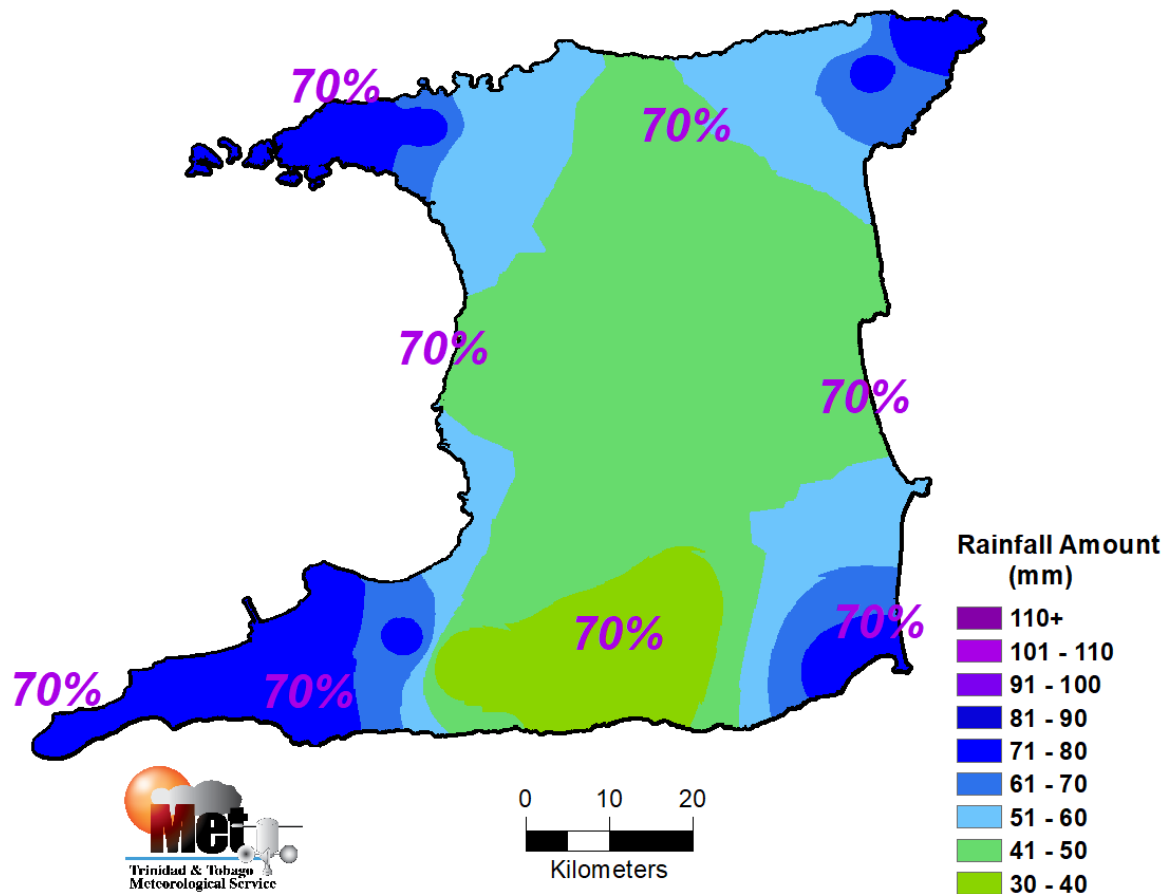 70%
70%
70%
70%
70%
70%
70%
70%
Rainfall Amount
(mm)
110+
101 - 110
91 - 100
81 - 90
71 - 80
61 - 70
51 - 60
41 - 50
30 - 40
Met
Trinidad & Tobago
Meteorological Service
0 10 20
Kilometers